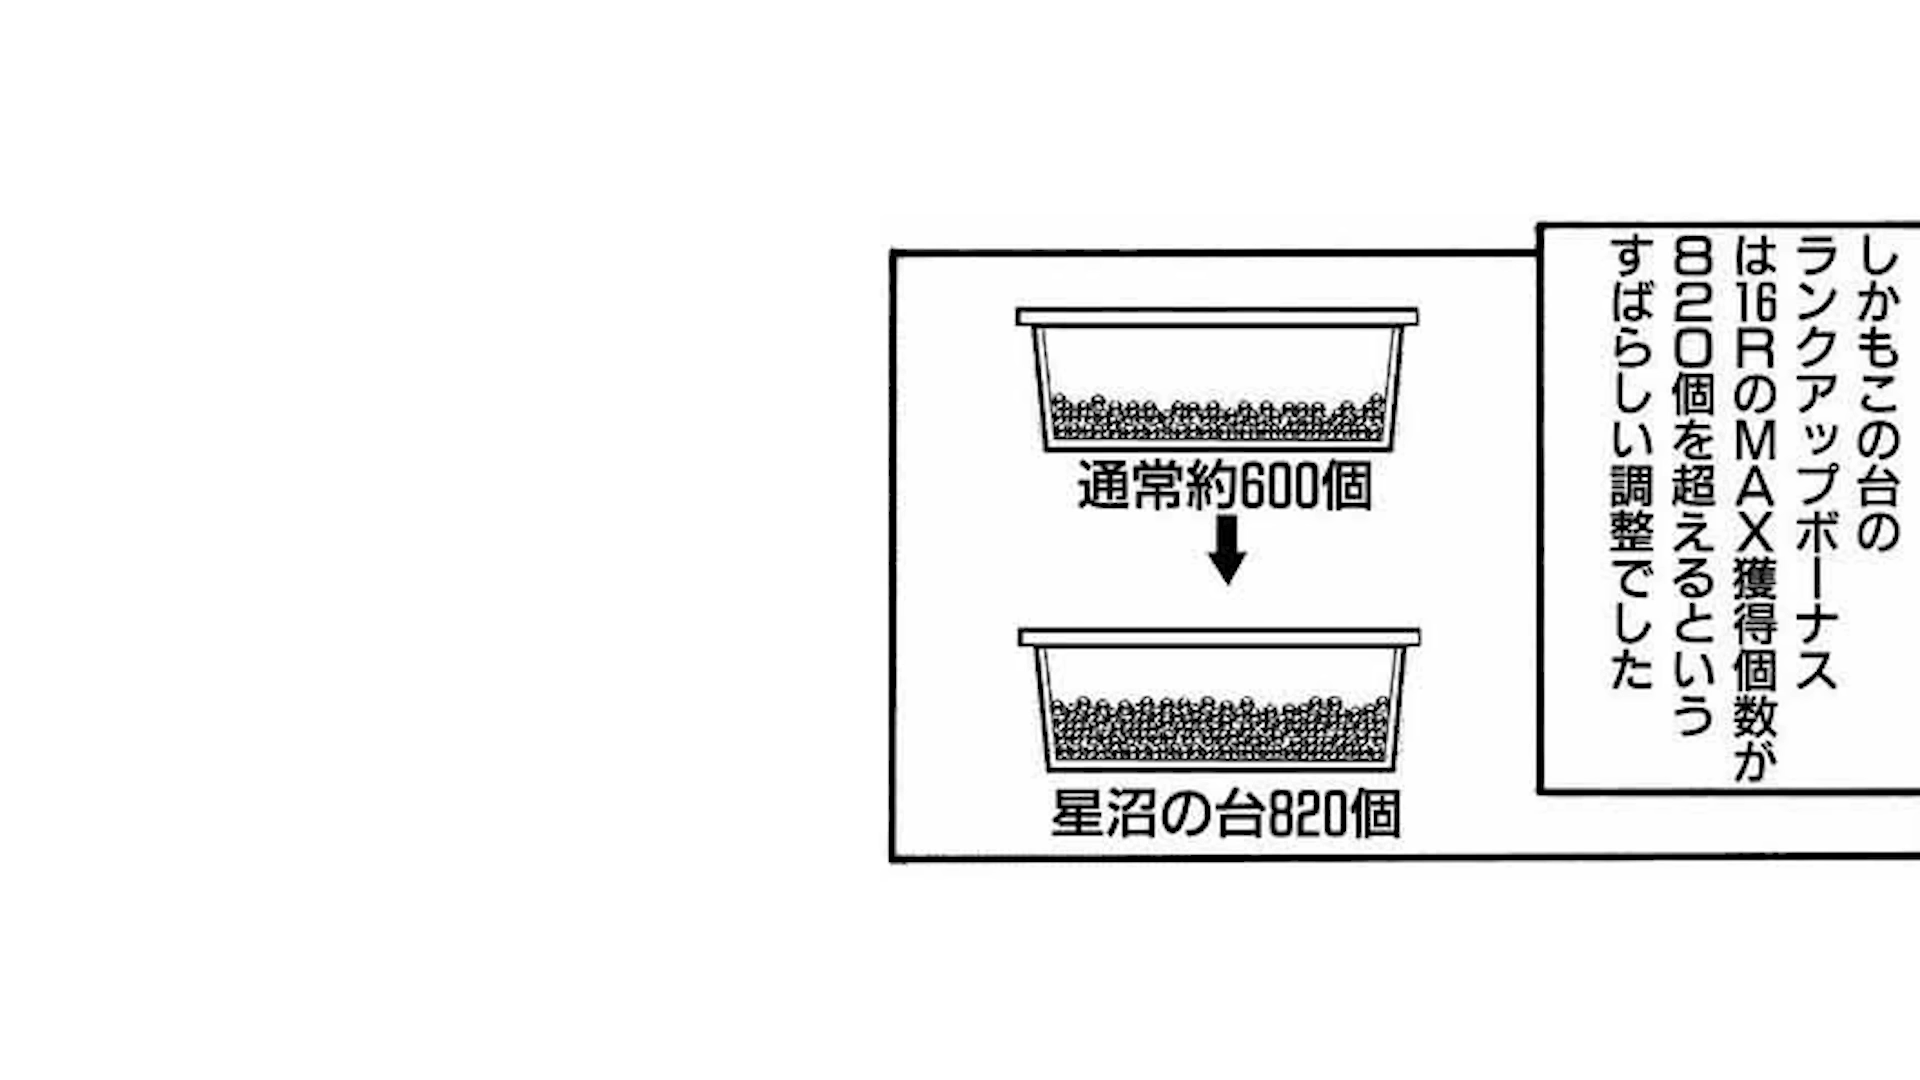 しかもこの台の
ランクアップボーナス
は16RのMAX獲得個数が
820個を超えるという
すばらしい調整でした
通常約600個
星沼の台820個